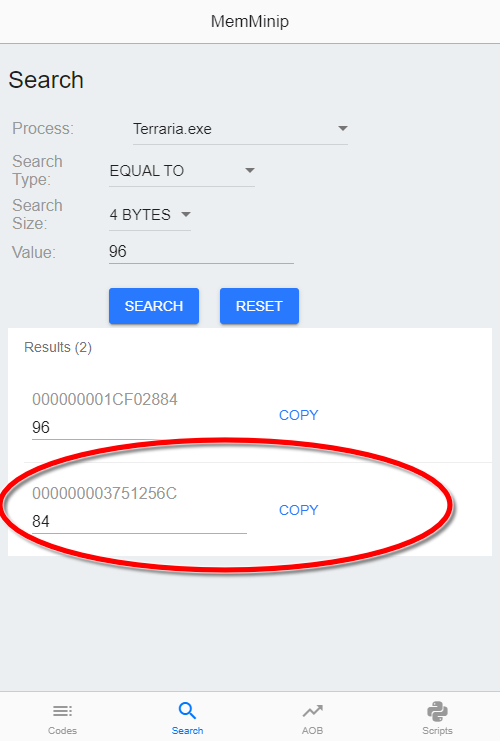 MemMinip
Search
Process:
Terraria.exe
Search Type:
EQUAL TO
Search Size:
4 BYTES
Value:
96
SEARCH
RESET
Results (2)
000000001CF02884
96
COPY
000000003751256C
84
COPY
Codes
Search
AOB
Scripts